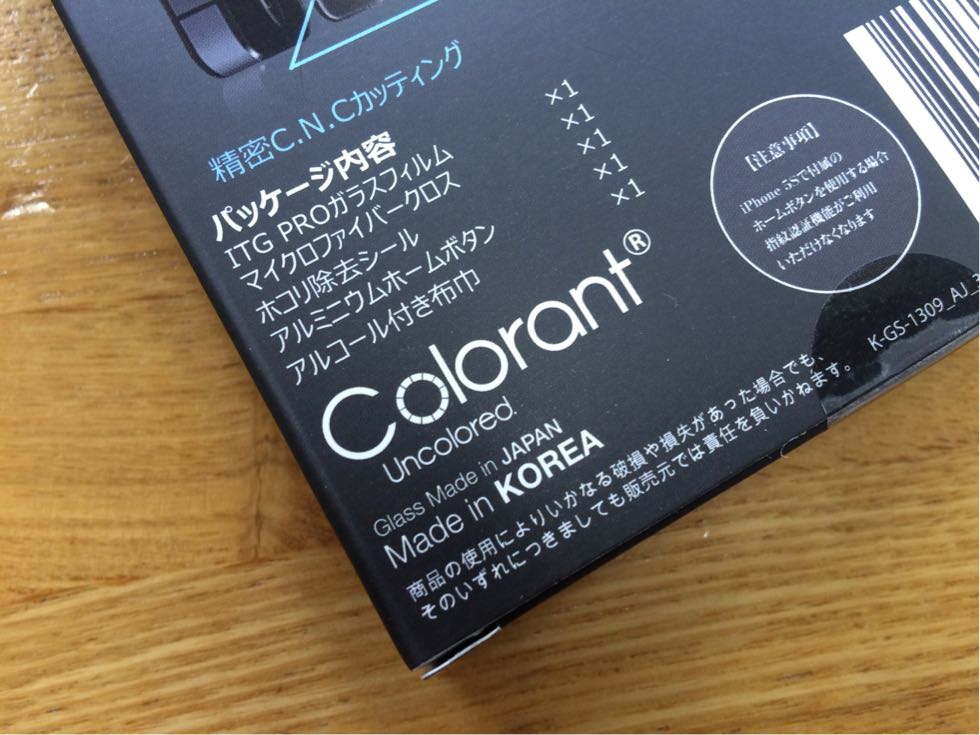 精密C.N.Cカッティング
パッケージ内容
ITG PROガラスフィルム ×1
マイクロファイバークロス ×1
ホコリ除去シール ×1
アルミニウムホームボタン ×1
アルコール付き布巾 ×1
Colorant®
Uncolored.
Glass Made in JAPAN
Made in KOREA
商品の使用によりいかなる破損や損失があった場合でも、
そのいずれにつきましても販売元では責任を負いかねます。
【注意事項】
iPhone 5Sで付属の
ホームボタンを使用する場合
指紋認証機能がご利用
いただけなくなります
K-GS-1309_AJ_